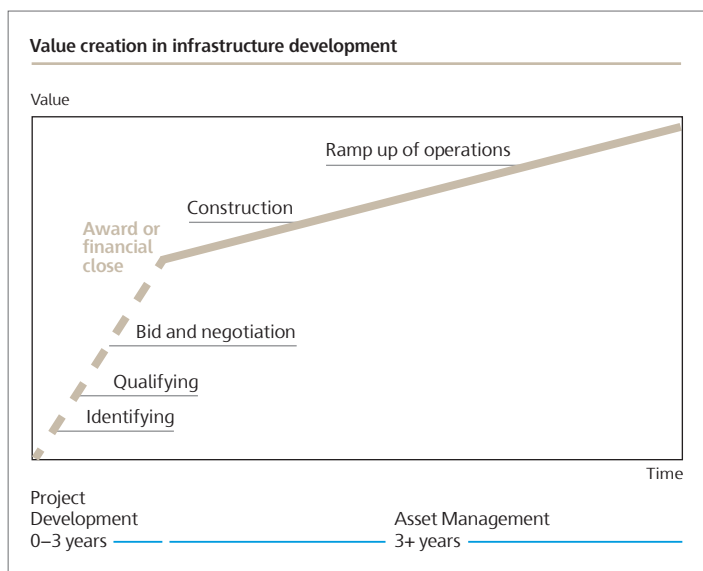 Value creation in infrastructure development
Value
Ramp up of operations
Construction
Award or
financial
close
Bid and negotiation
Qualifying
Identifying
Time
Project
Development
0–3 years
Asset Management
3+ years